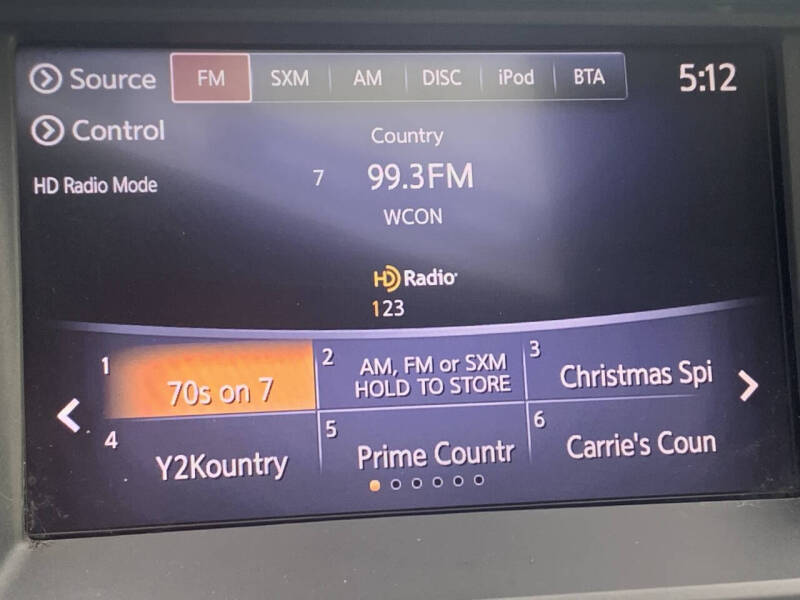 Source FM SXM AM DISC iPod BTA 5:12
Control
Country
HD Radio Mode
7 99.3FM
WCON
HD Radio
123
1 70s on 7
2 AM, FM or SXM
HOLD TO STORE
3 Christmas Spi
4 Y2Kountry
5 Prime Countr
6 Carrie's Coun